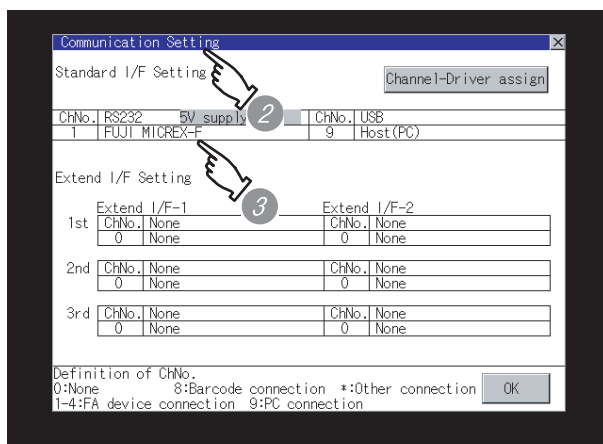 Communication Setting ×
Standard I/F Setting
Channel-Driver assign
ChNo. RS232 5V supply ChNo. USB
1 FUJI MICREX-F 9 Host(PC)
2
Extend I/F Setting
3
Extend I/F-1 Extend I/F-2
1st ChNo. None ChNo. None
0 None 0 None
2nd ChNo. None ChNo. None
0 None 0 None
3rd ChNo. None ChNo. None
0 None 0 None
Definition of ChNo.
0:None 8:Barcode connection *:Other connection
1-4:FA device connection 9:PC connection
OK